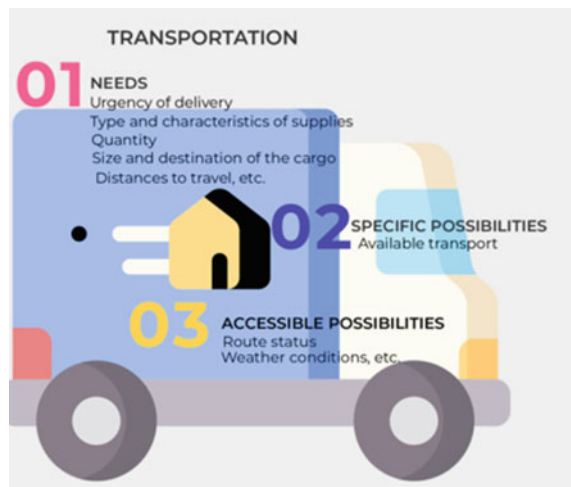 TRANSPORTATION
01
NEEDS
Urgency of delivery
Type and characteristics of supplies
Quantity
Size and destination of the cargo
Distances to travel, etc.
02
SPECIFIC POSSIBILITIES
Available transport
03
ACCESSIBLE POSSIBILITIES
Route status
Weather conditions, etc.